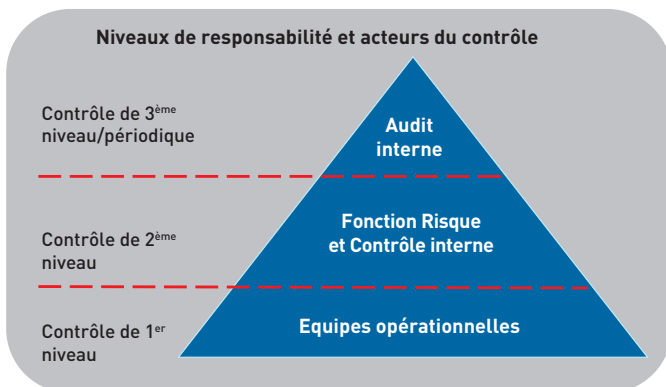 Niveaux de responsabilité et acteurs du contrôle
Contrôle de 3ème
niveau/périodique
Audit
interne
Fonction Risque
et Contrôle interne
Contrôle de 2ème
niveau
Equipes opérationnelles
Contrôle de 1er
niveau